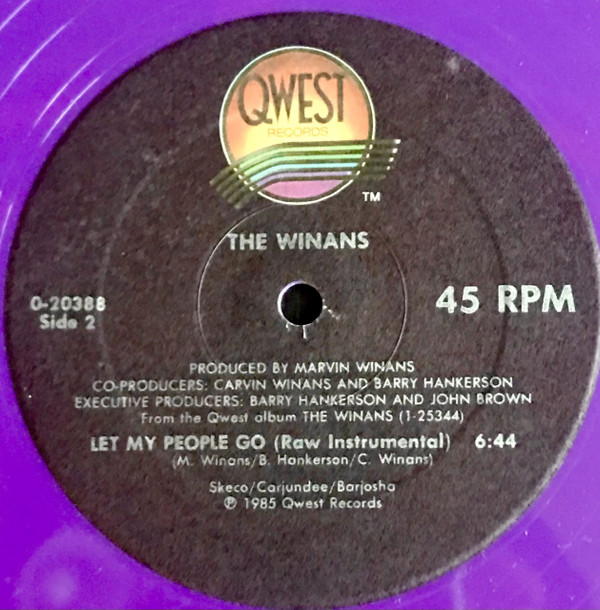 QWEST
RECORDS
TM
THE WINANS
0-20388
Side 2
45 RPM
PRODUCED BY MARVIN WINANS
CO-PRODUCERS: CARVIN WINANS AND BARRY HANKERSON
EXECUTIVE PRODUCERS: BARRY HANKERSON AND JOHN BROWN
From the Qwest album THE WINANS (1-25344)
LET MY PEOPLE GO (Raw Instrumental) 6:44
(M. Winans/B. Hankerson/C. Winans)
Skeco/Carjundee/Barjosha
℗ 1985 Qwest Records